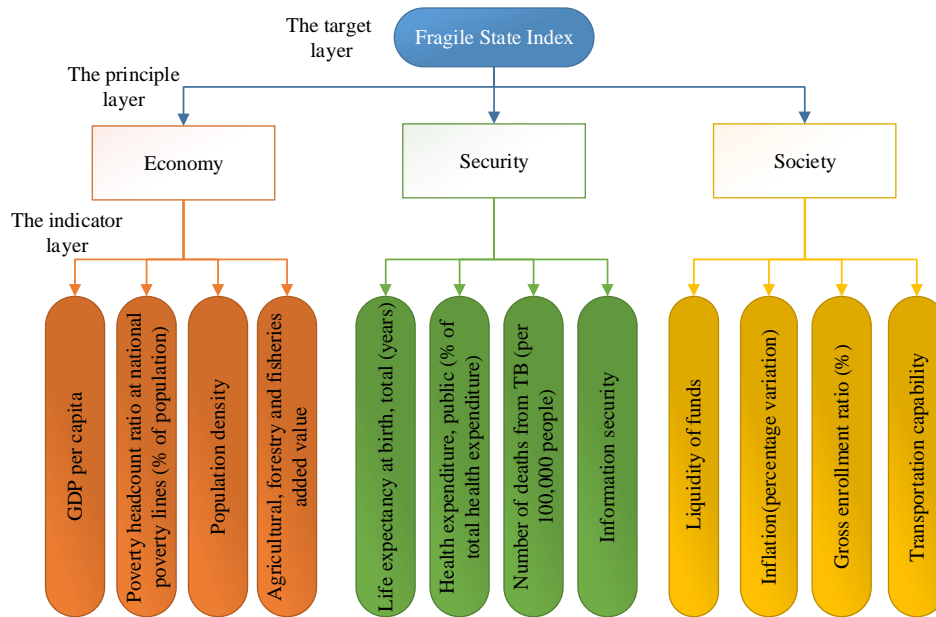 The target
layer
Fragile State Index
The principle
layer
Economy
Security
Society
The indicator
layer
GDP per capita
Poverty headcount ratio at national
poverty lines (% of population)
Population density
Agricultural, forestry and fisheries
added value
Life expectancy at birth, total (years)
Health expenditure, public (% of
total health expenditure)
Number of deaths from TB (per
100,000 people)
Information security
Liquidity of funds
Inflation(percentage variation)
Gross enrollment ratio (%)
Transportation capability